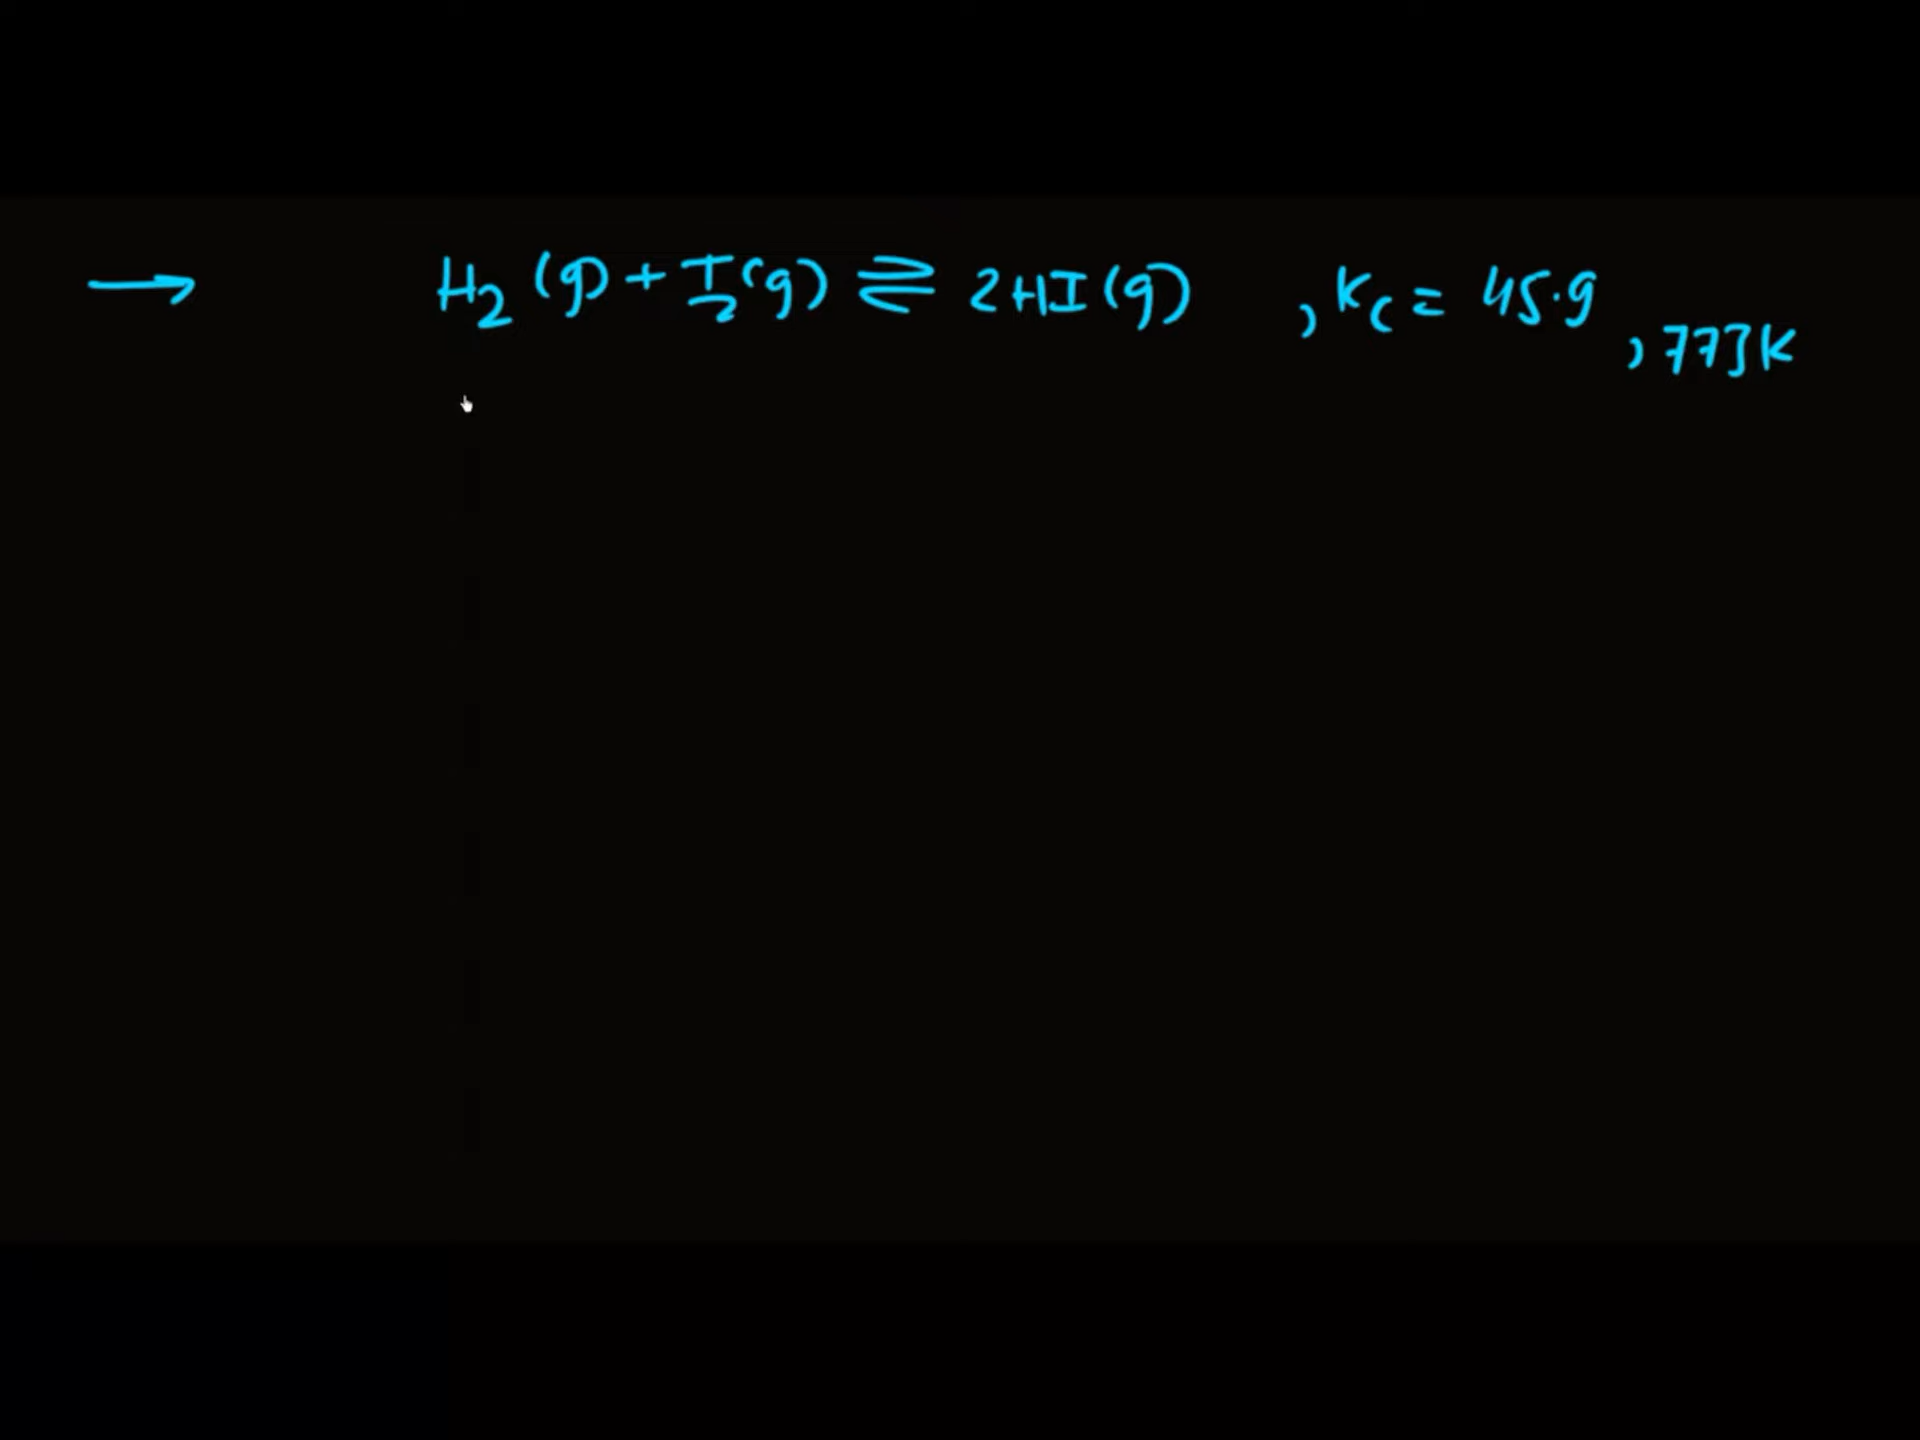 → H₂ (g) + I₂ (g) ⇌ 2HI (g) , Kc = 45.9 , 773K